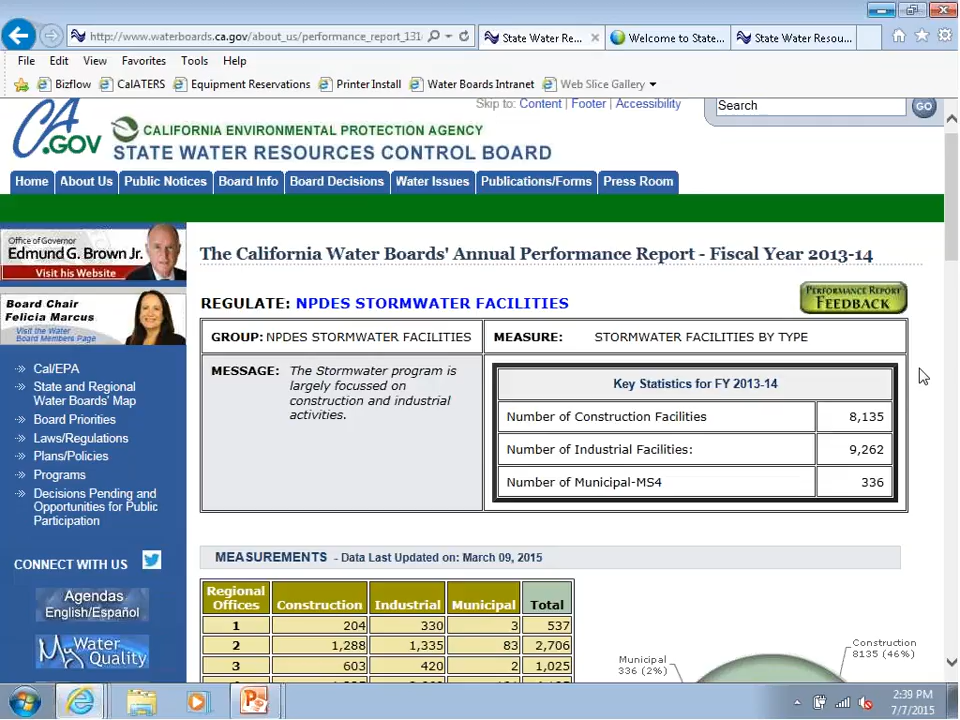 http://www.waterboards.ca.gov/about_us/performance_report_131
State Water Re...
Welcome to State...
State Water Resou...
File Edit View Favorites Tools Help
Bizflow CalATERS Equipment Reservations Printer Install Water Boards Intranet Web Slice Gallery
Skip to: Content | Footer | Accessibility
Search
GO
CA
.GOV
CALIFORNIA ENVIRONMENTAL PROTECTION AGENCY
STATE WATER RESOURCES CONTROL BOARD
Home About Us Public Notices Board Info Board Decisions Water Issues Publications/Forms Press Room
Office of Governor
Edmund G. Brown Jr.
Visit his Website
Board Chair
Felicia Marcus
Visit the Water
Board Members Page
Cal/EPA
State and Regional
Water Boards' Map
Board Priorities
Laws/Regulations
Plans/Policies
Programs
Decisions Pending and
Opportunities for Public
Participation
CONNECT WITH US
Agendas
English/Español
My Water
Quality
The California Water Boards' Annual Performance Report - Fiscal Year 2013-14
REGULATE: NPDES STORMWATER FACILITIES
PERFORMANCE REPORT
FEEDBACK
GROUP: NPDES STORMWATER FACILITIES
MEASURE: STORMWATER FACILITIES BY TYPE
MESSAGE: The Stormwater program is
largely focussed on
construction and industrial
activities.
Key Statistics for FY 2013-14
Number of Construction Facilities 8,135
Number of Industrial Facilities: 9,262
Number of Municipal-MS4 336
MEASUREMENTS - Data Last Updated on: March 09, 2015
Regional
Offices Construction Industrial Municipal Total
1 204 330 3 537
2 1,288 1,335 83 2,706
3 603 420 2 1,025
Municipal
336 (2%)
Construction
8135 (46%)
2:39 PM
7/7/2015